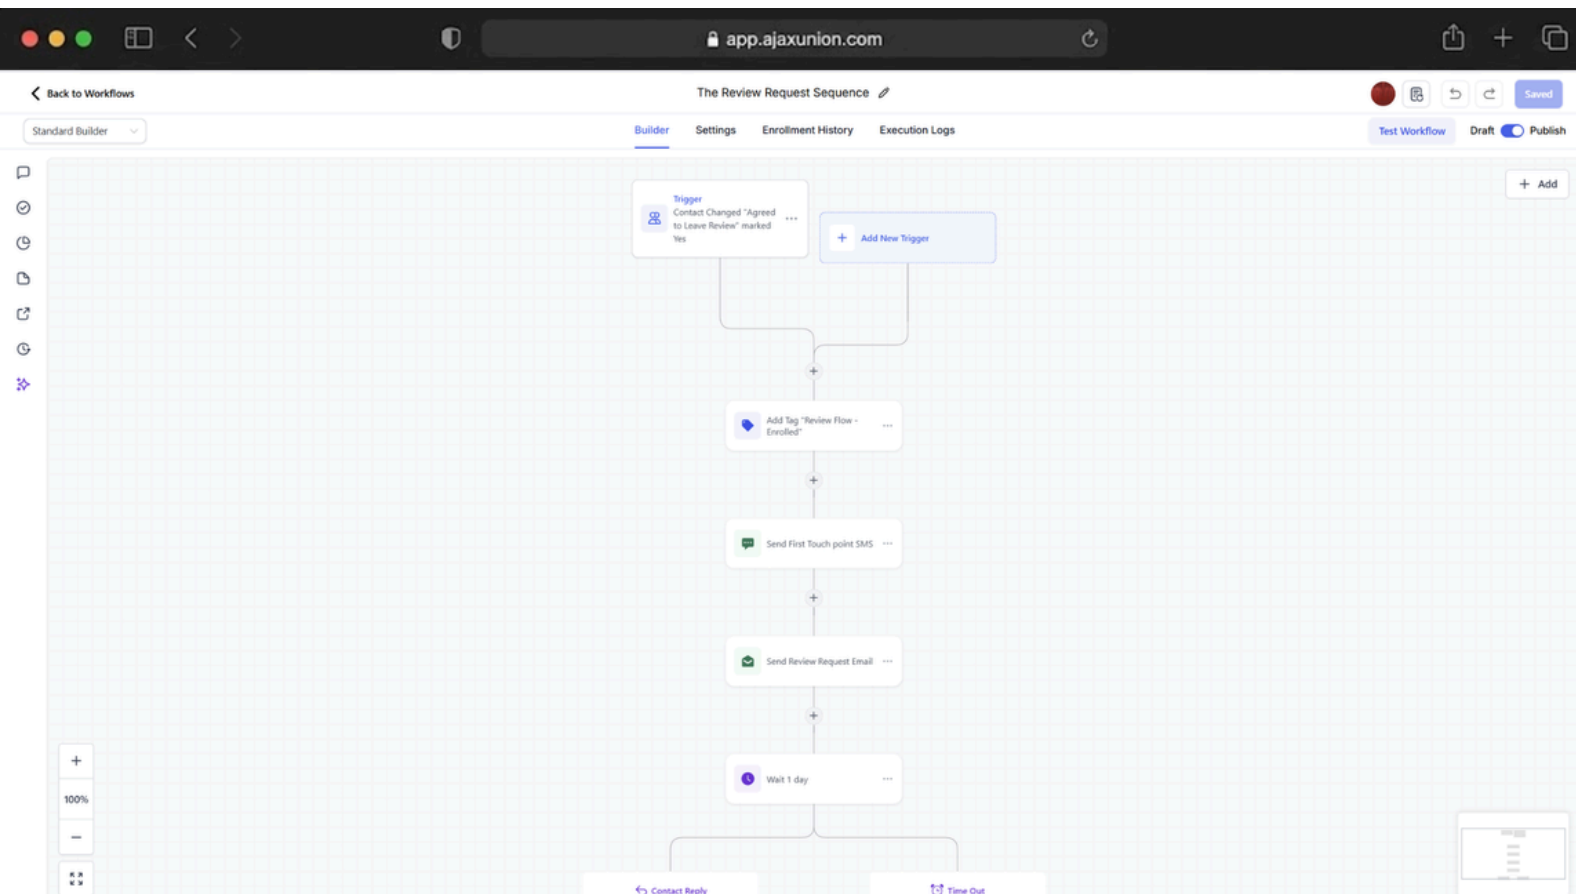 app.ajaxunion.com
Back to Workflows
The Review Request Sequence
Saved
Standard Builder
Builder
Settings
Enrollment History
Execution Logs
Test Workflow
Draft
Publish
Add
Trigger
Contact Changed "Agreed
to Leave Review" marked
Yes
Add New Trigger
Add Tag "Review Flow -
Enrolled"
Send First Touch point SMS
Send Review Request Email
Wait 1 day
100%
Contact Reply
Time Out